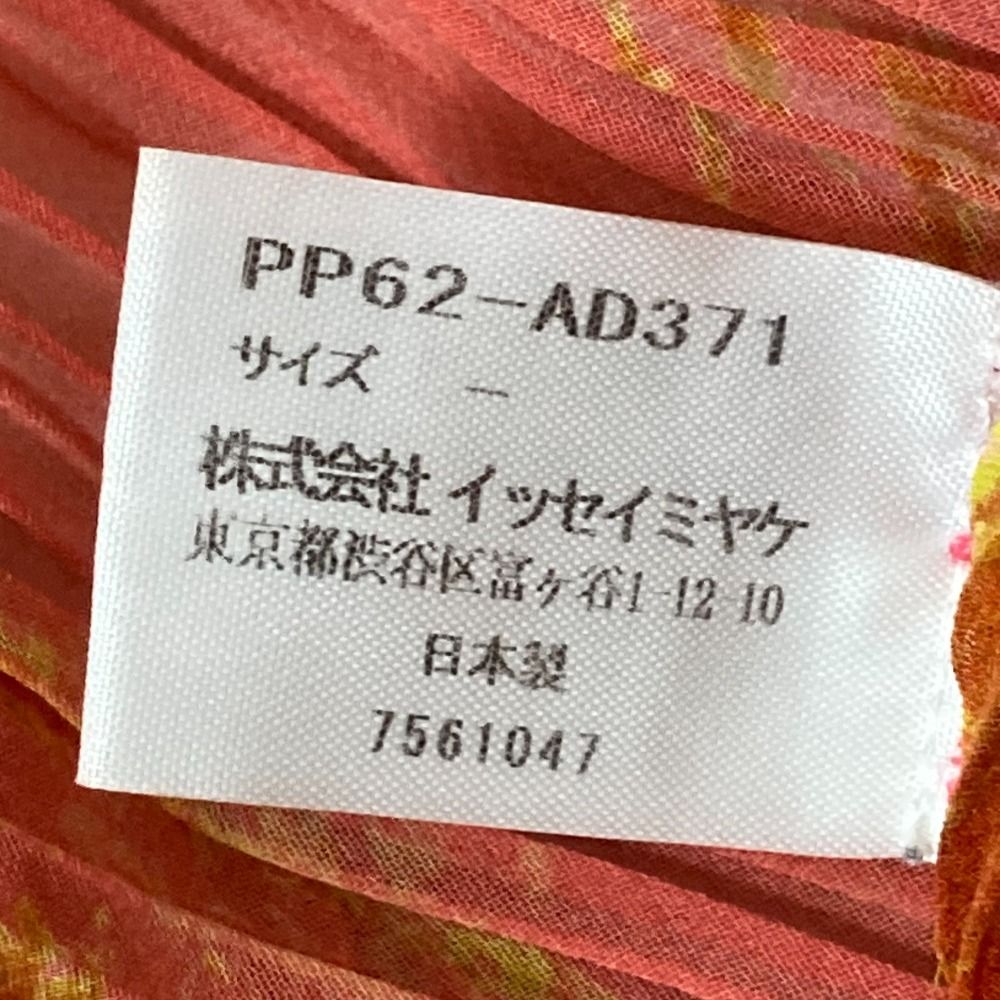 PP62-AD371
サイズ －
株式会社 イッセイミヤケ
東京都渋谷区富ヶ谷1-12-10
日本製
7561047